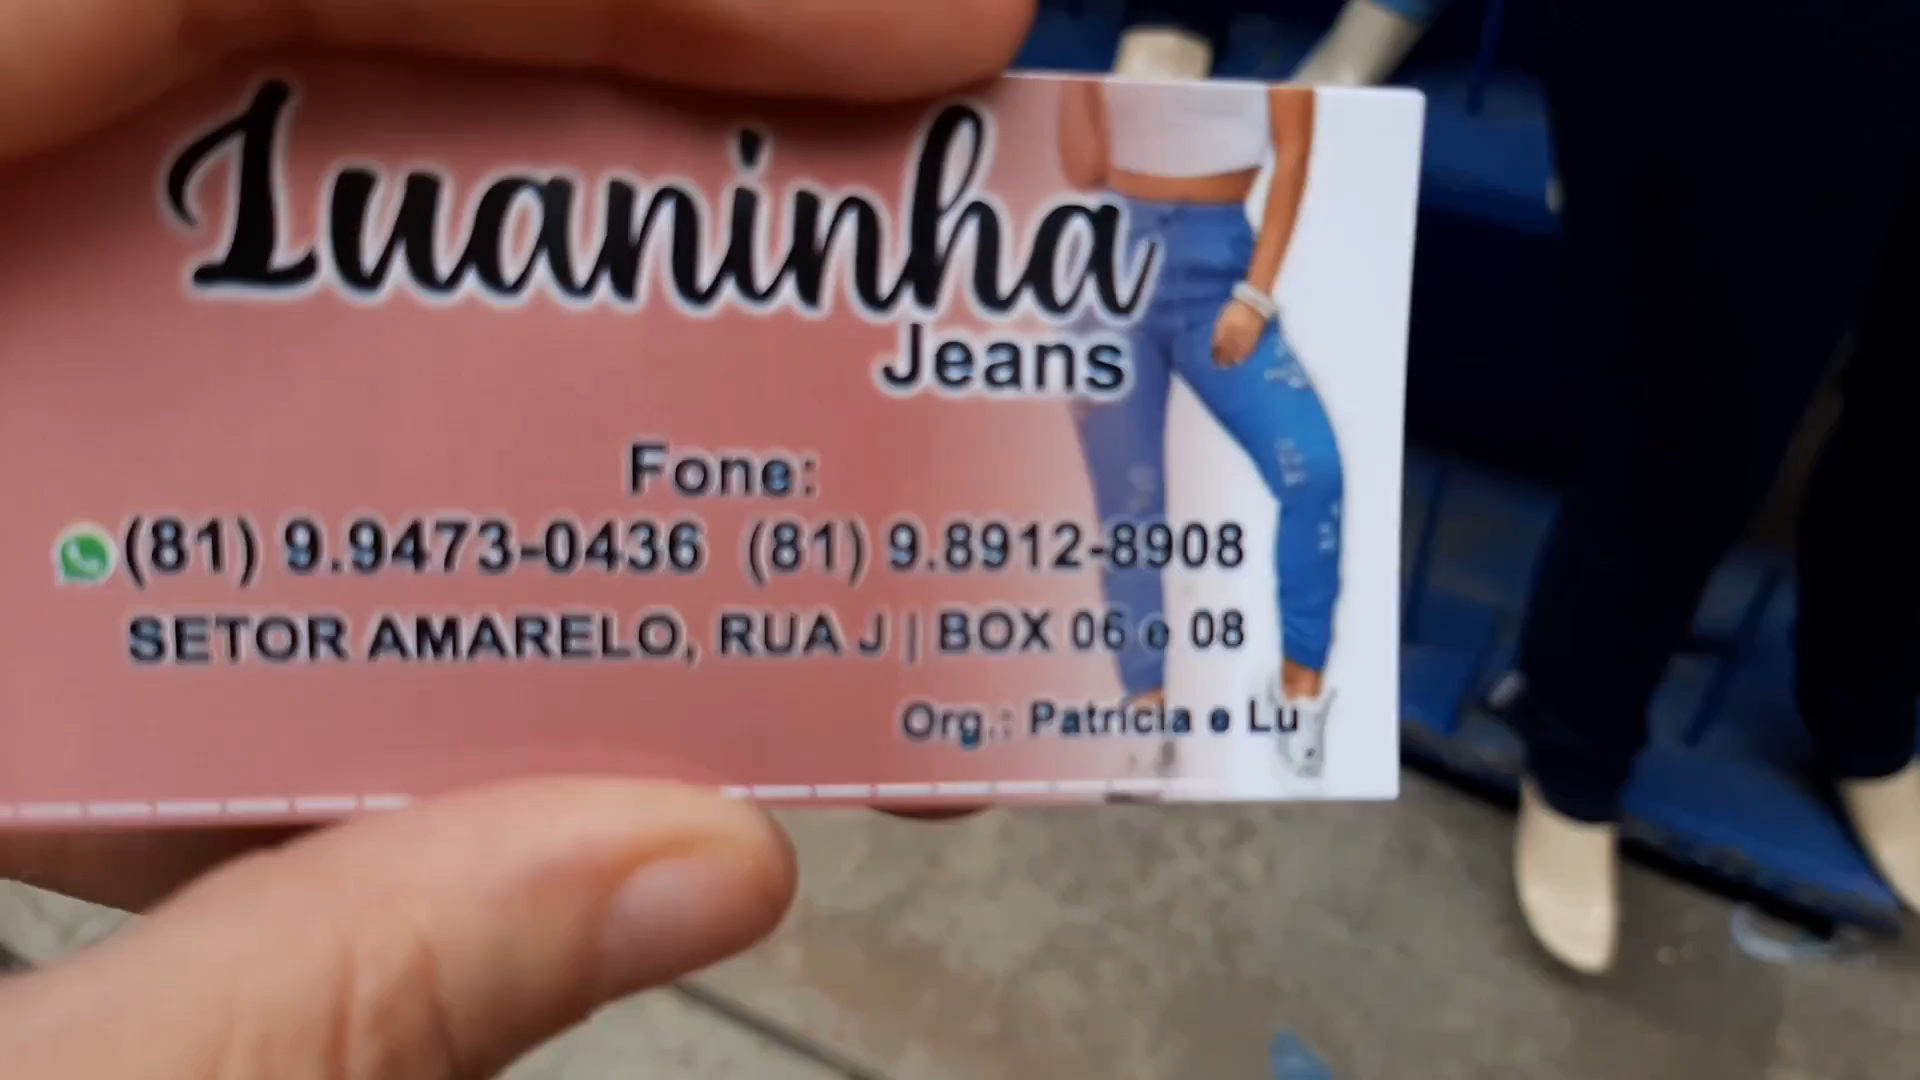 Luaninha
Jeans
Fone:
(81) 9.9473-0436 (81) 9.8912-8908
SETOR AMARELO, RUA J | BOX 06 e 08
Org.: Patricia e Lu